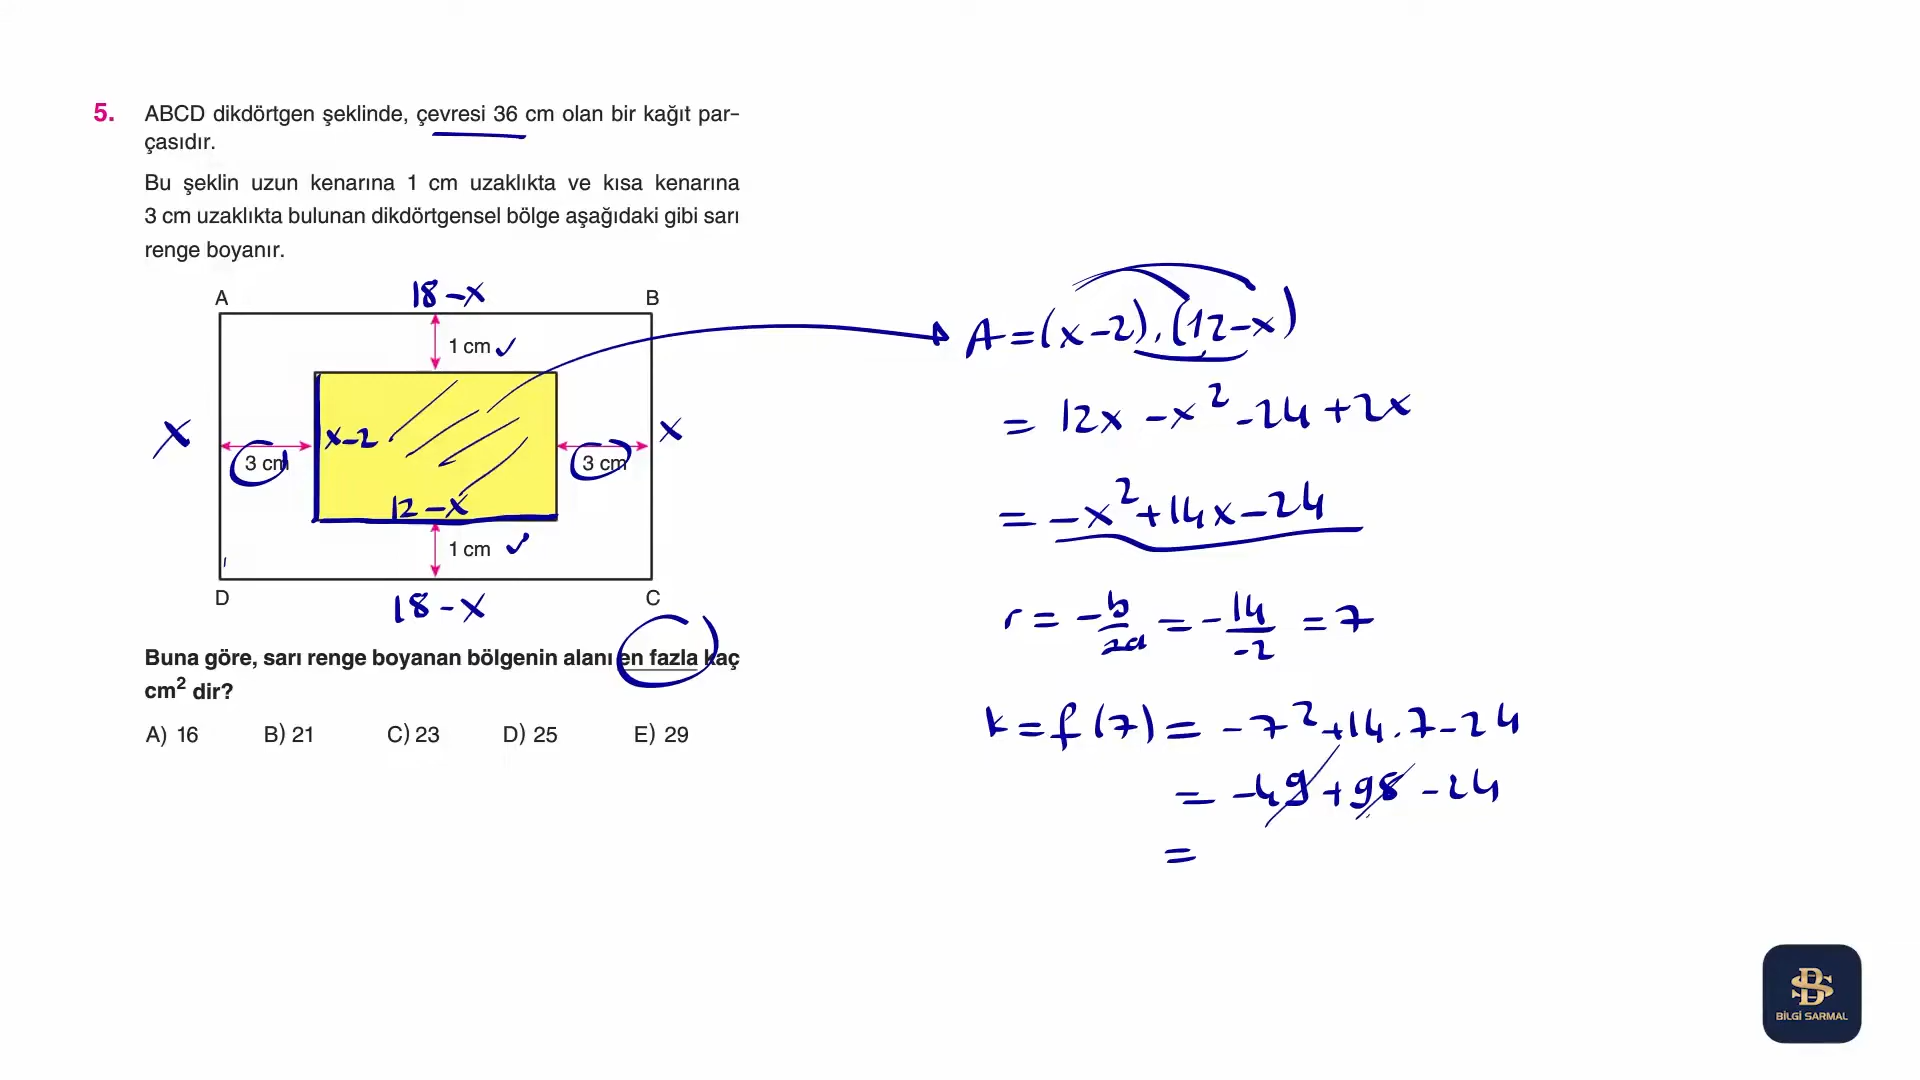 5. ABCD dikdörtgen şeklinde, çevresi 36 cm olan bir kağıt par-
çasıdır.
Bu şeklin uzun kenarına 1 cm uzaklıkta ve kısa kenarına
3 cm uzaklıkta bulunan dikdörtgensel bölge aşağıdaki gibi sarı
renge boyanır.
18-x
A B
1 cm
x x-2 x
3 cm 3 cm
12-x
1 cm
D C
18-x
Buna göre, sarı renge boyanan bölgenin alanı en fazla kaç
cm² dir?
A) 16 B) 21 C) 23 D) 25 E) 29
A=(x-2).(12-x)
= 12x-x²-24+2x
= -x²+14x-24
r = -b/2a = -14/-2 = 7
k=f(7) = -7²+14.7-24
= -49+98-24
=
BS
BİLGİ SARMAL